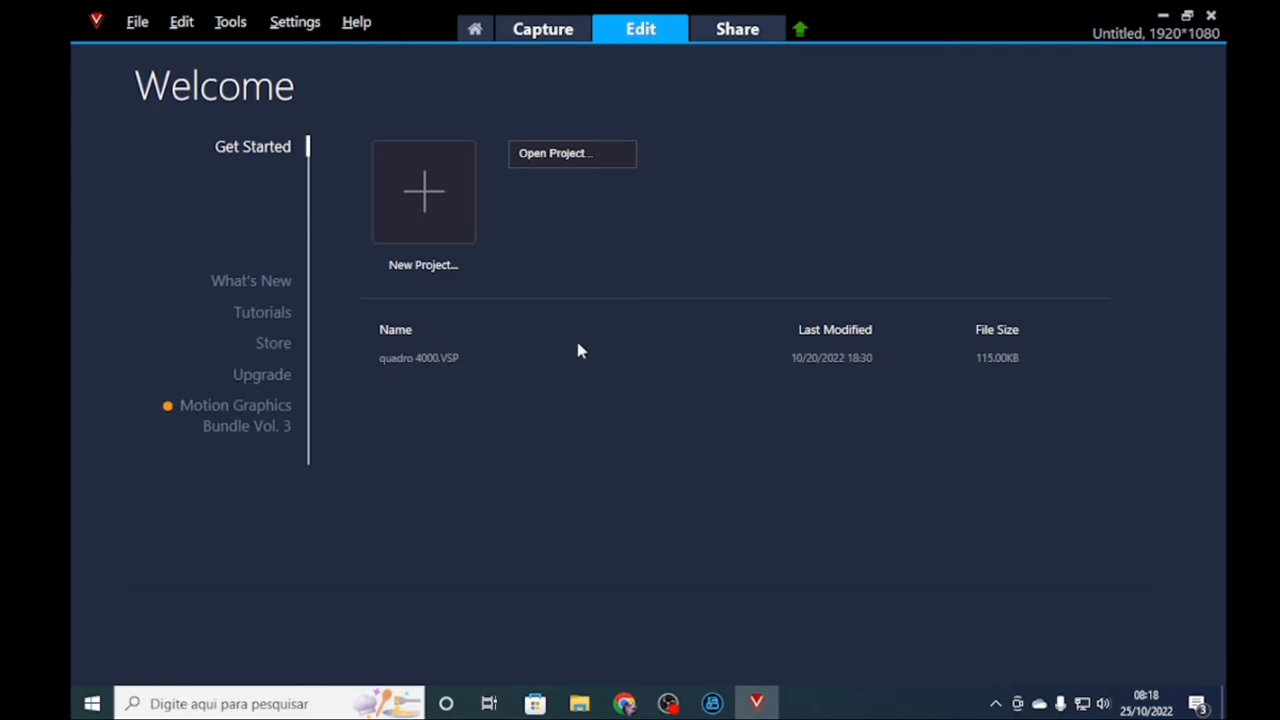 File Edit Tools Settings Help
Capture Edit Share
Untitled, 1920*1080
Welcome
Get Started
What's New
Tutorials
Store
Upgrade
Motion Graphics
Bundle Vol. 3
Open Project...
New Project...
Name Last Modified File Size
quadro 4000.VSP 10/20/2022 18:30 115.00KB
Digite aqui para pesquisar
08:18
25/10/2022
3